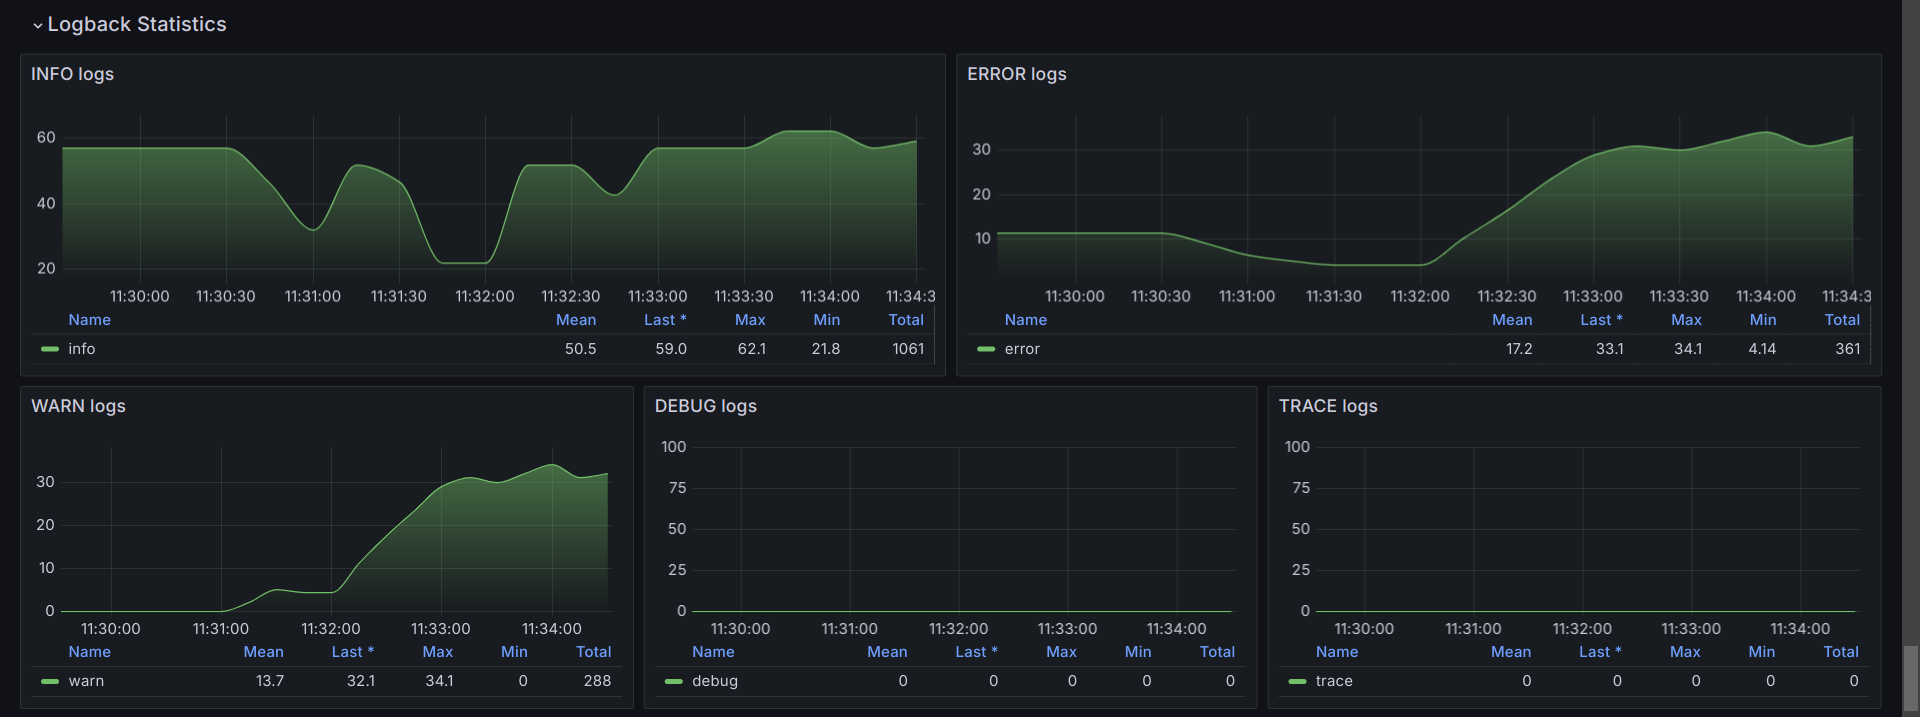 Logback Statistics
INFO logs
60
40
20
11:30:00 11:30:30 11:31:00 11:31:30 11:32:00 11:32:30 11:33:00 11:33:30 11:34:00 11:34:3
Name Mean Last * Max Min Total
info 50.5 59.0 62.1 21.8 1061
ERROR logs
30
20
10
11:30:00 11:30:30 11:31:00 11:31:30 11:32:00 11:32:30 11:33:00 11:33:30 11:34:00 11:34:3
Name Mean Last * Max Min Total
error 17.2 33.1 34.1 4.14 361
WARN logs
30
20
10
0
11:30:00 11:31:00 11:32:00 11:33:00 11:34:00
Name Mean Last * Max Min Total
warn 13.7 32.1 34.1 0 288
DEBUG logs
100
75
50
25
0
11:30:00 11:31:00 11:32:00 11:33:00 11:34:00
Name Mean Last * Max Min Total
debug 0 0 0 0 0
TRACE logs
100
75
50
25
0
11:30:00 11:31:00 11:32:00 11:33:00 11:34:00
Name Mean Last * Max Min Total
trace 0 0 0 0 0